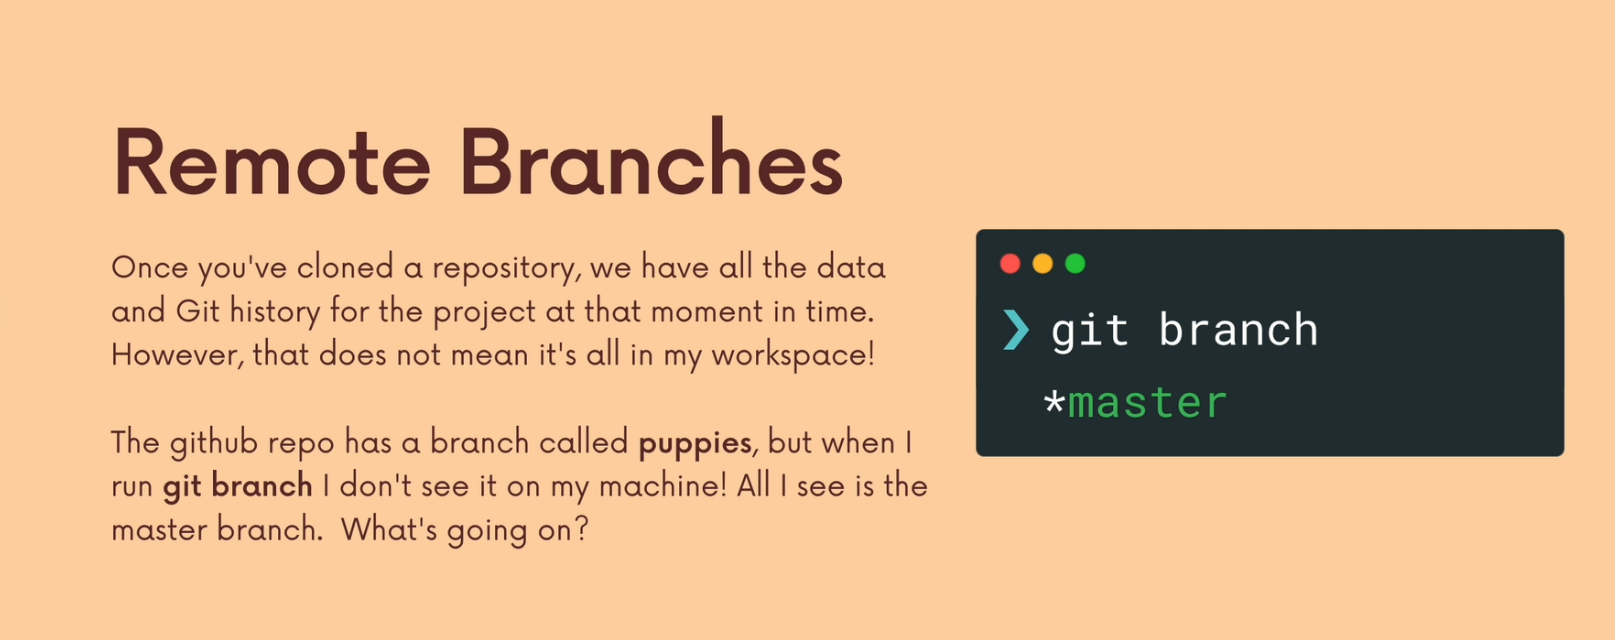 Remote Branches
Once you've cloned a repository, we have all the data
and Git history for the project at that moment in time.
However, that does not mean it's all in my workspace!
The github repo has a branch called puppies, but when I
run git branch I don't see it on my machine! All I see is the
master branch.  What's going on?
❯ git branch
*master